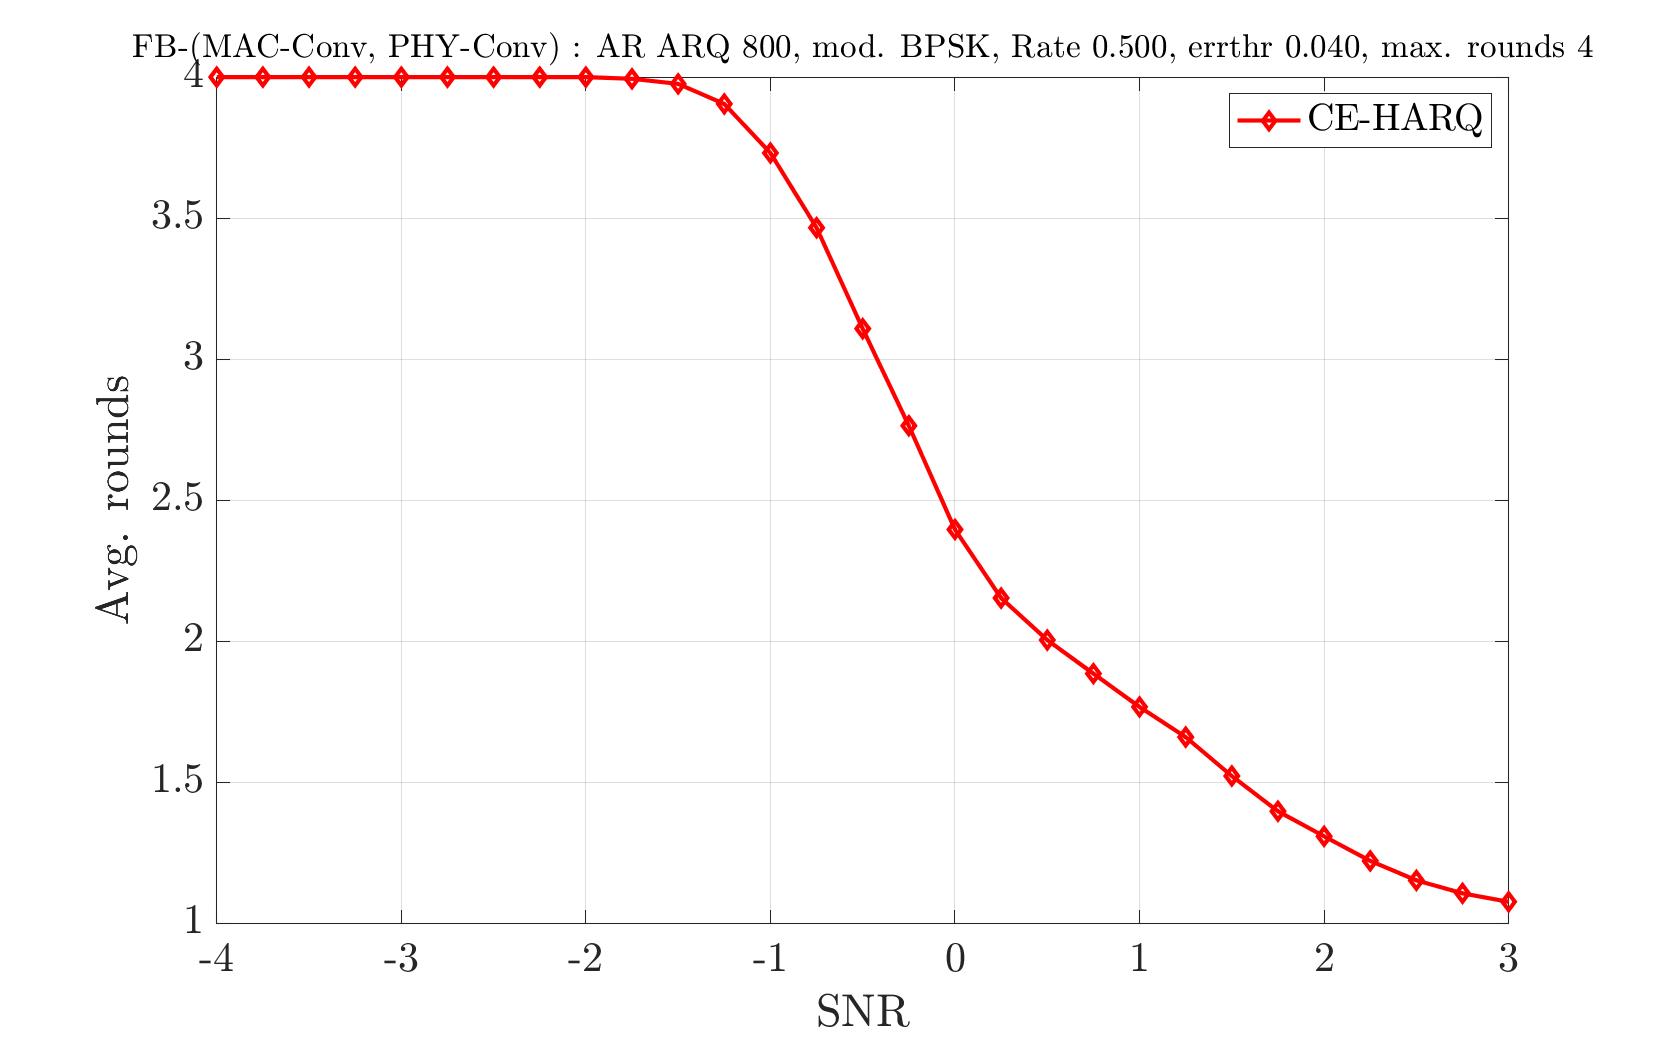 FB-(MAC-Conv, PHY-Conv) : AR ARQ 800, mod. BPSK, Rate 0.500, errthr 0.040, max. rounds 4
CE-HARQ
4
3.5
3
2.5
2
1.5
1
Avg. rounds
-4 -3 -2 -1 0 1 2 3
SNR